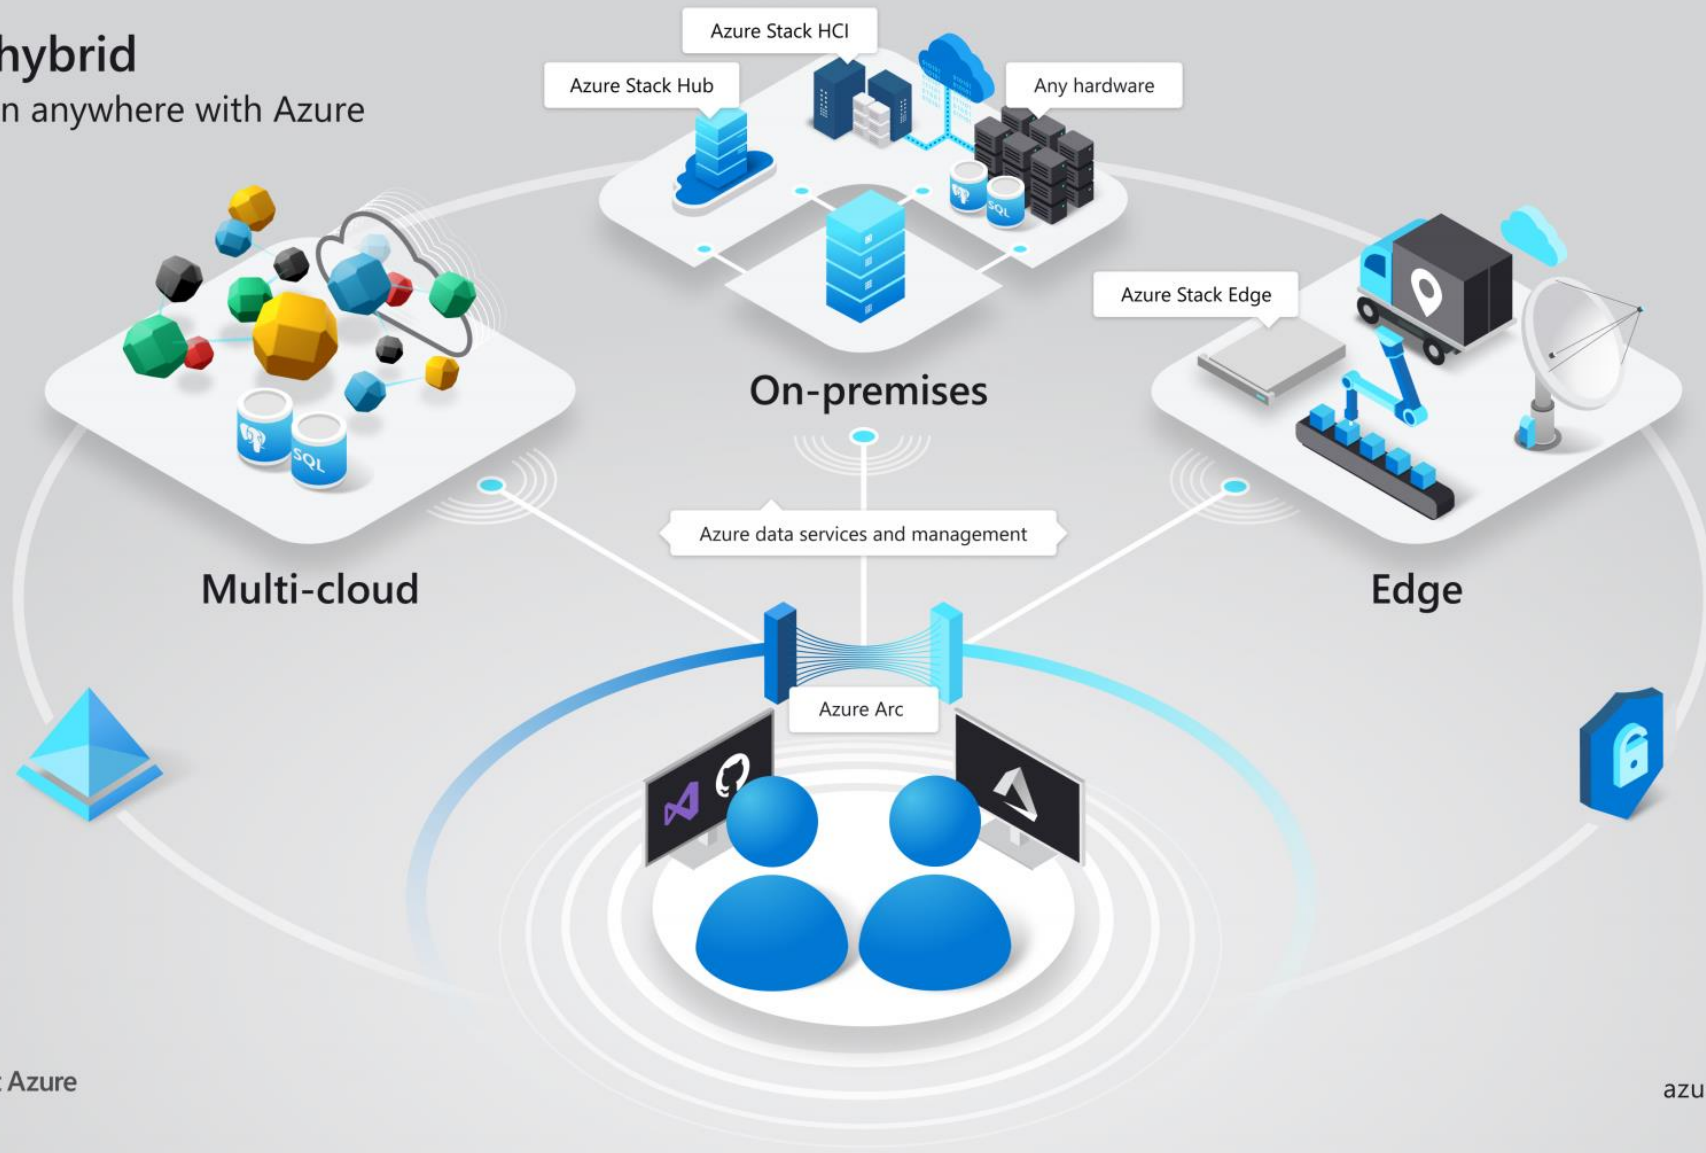 hybrid
n anywhere with Azure
Azure Stack HCI
Azure Stack Hub
Any hardware
Azure Stack Edge
SQL
On-premises
SQL
Azure data services and management
Multi-cloud
Edge
Azure Arc
t Azure
azu